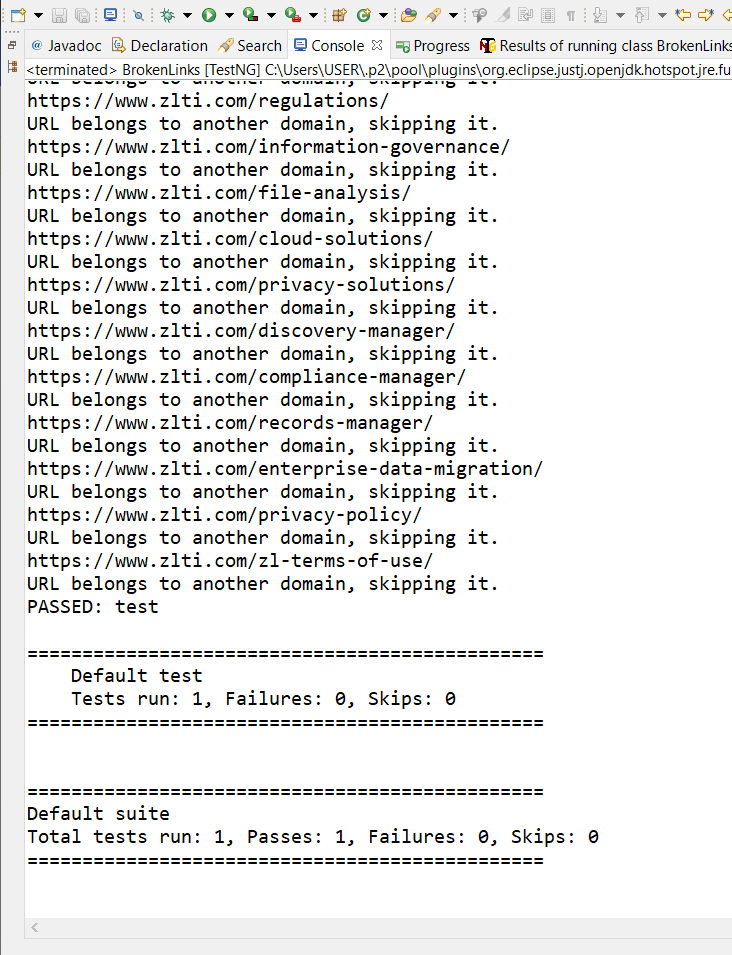 @ Javadoc Declaration Search Console Progress Results of running class BrokenLinks
<terminated> BrokenLinks [TestNG] C:\Users\USER\.p2\pool\plugins\org.eclipse.justj.openjdk.hotspot.jre.fu
URL belongs to another domain, skipping it.
https://www.zlti.com/regulations/
URL belongs to another domain, skipping it.
https://www.zlti.com/information-governance/
URL belongs to another domain, skipping it.
https://www.zlti.com/file-analysis/
URL belongs to another domain, skipping it.
https://www.zlti.com/cloud-solutions/
URL belongs to another domain, skipping it.
https://www.zlti.com/privacy-solutions/
URL belongs to another domain, skipping it.
https://www.zlti.com/discovery-manager/
URL belongs to another domain, skipping it.
https://www.zlti.com/compliance-manager/
URL belongs to another domain, skipping it.
https://www.zlti.com/records-manager/
URL belongs to another domain, skipping it.
https://www.zlti.com/enterprise-data-migration/
URL belongs to another domain, skipping it.
https://www.zlti.com/privacy-policy/
URL belongs to another domain, skipping it.
https://www.zlti.com/zl-terms-of-use/
URL belongs to another domain, skipping it.
PASSED: test
===============================================
Default test
Tests run: 1, Failures: 0, Skips: 0
===============================================
===============================================
Default suite
Total tests run: 1, Passes: 1, Failures: 0, Skips: 0
===============================================